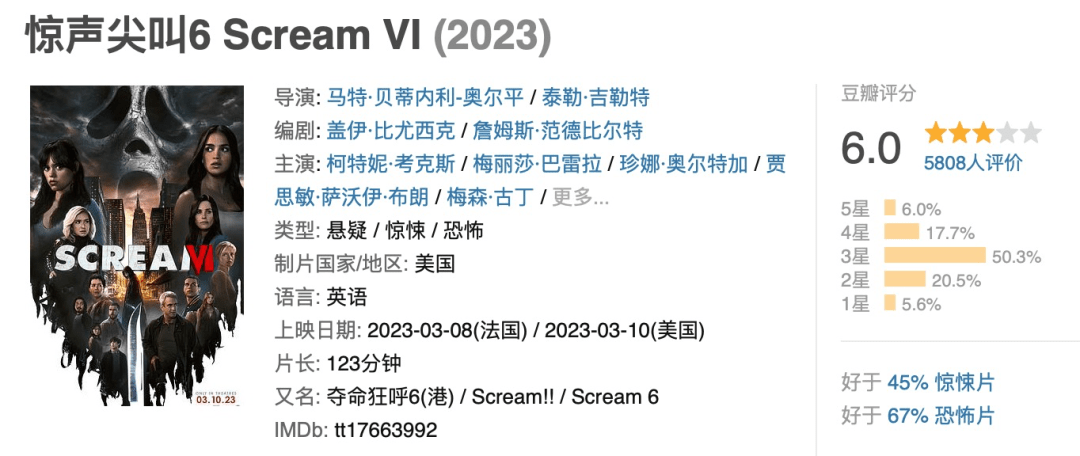 惊声尖叫6 Scream VI (2023)
SCREAM VI
ONLY IN THEATRES
03.10.23
导演: 马特·贝蒂内利-奥尔平 / 泰勒·吉勒特
编剧: 盖伊·比尤西克 / 詹姆斯·范德比尔特
主演: 柯特妮·考克斯 / 梅丽莎·巴雷拉 / 珍娜·奥尔特加 / 贾
思敏·萨沃伊·布朗 / 梅森·古丁 / 更多...
类型: 悬疑 / 惊悚 / 恐怖
制片国家/地区: 美国
语言: 英语
上映日期: 2023-03-08(法国) / 2023-03-10(美国)
片长: 123分钟
又名: 夺命狂呼6(港) / Scream!! / Scream 6
IMDb: tt17663992
豆瓣评分
6.0
5808人评价
5星 6.0%
4星 17.7%
3星 50.3%
2星 20.5%
1星 5.6%
好于 45% 惊悚片
好于 67% 恐怖片